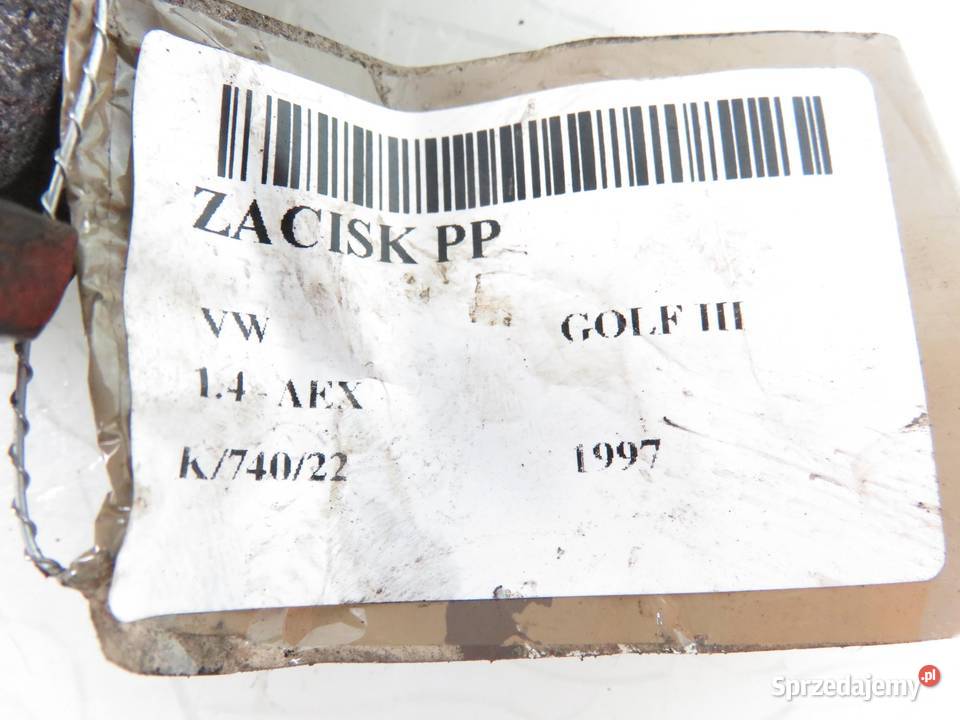 ZACISK PP
VW GOLF III
1.4 - AEX
K/740/22 1997
Sprzedajemy.pl